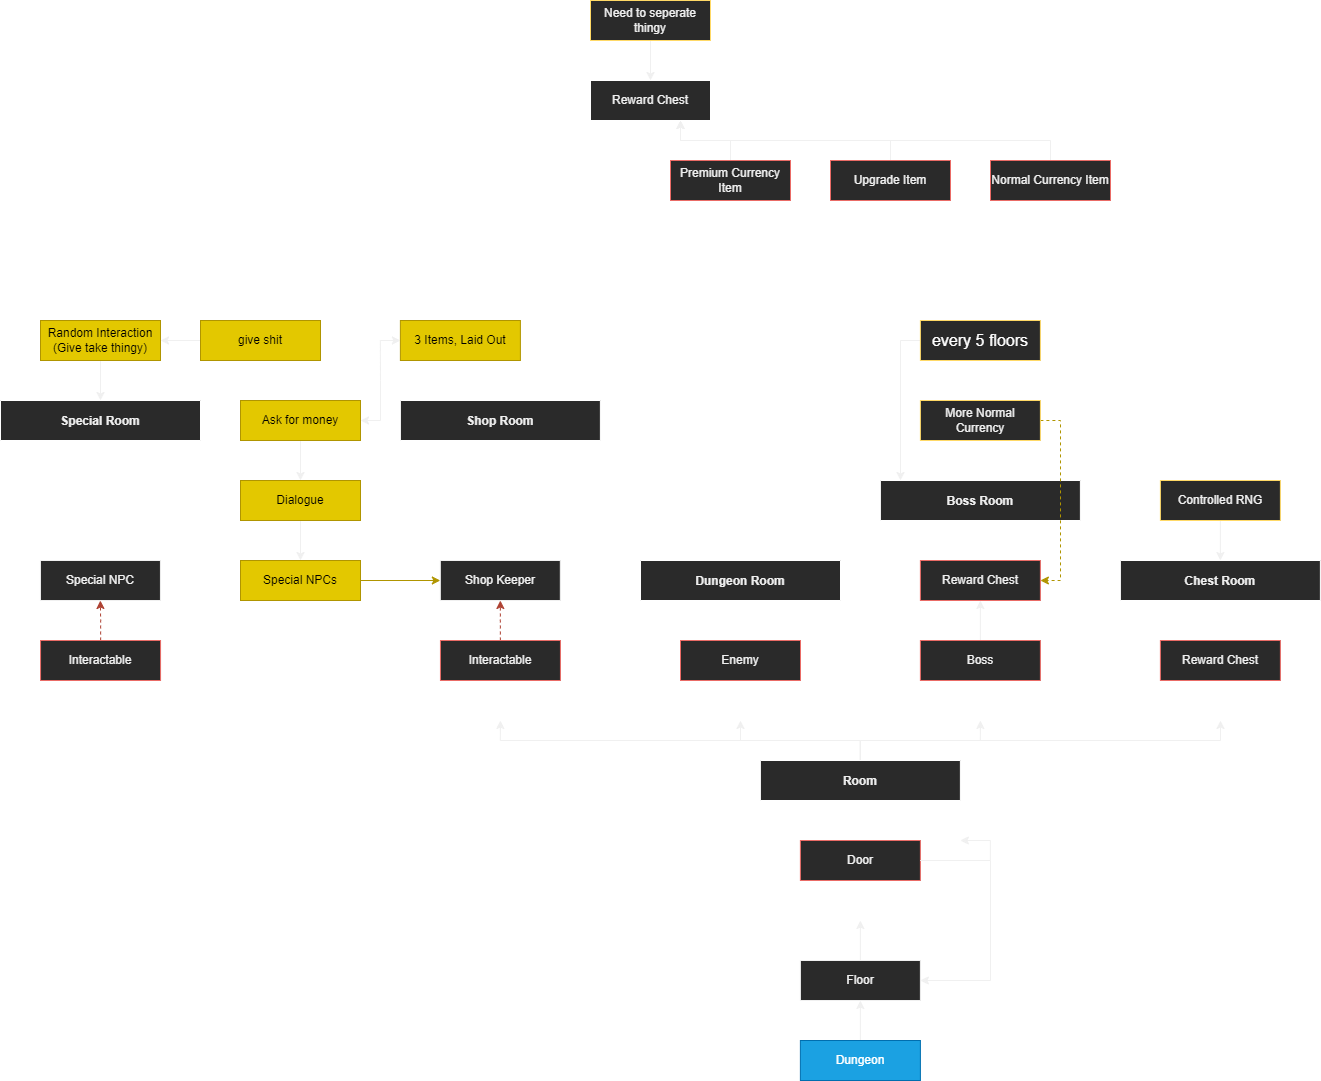 Need to seperate
thingy
Reward Chest
Premium Currency
Item
Upgrade Item
Normal Currency Item
Random Interaction
(Give take thingy)
give shit
3 Items, Laid Out
every 5 floors
Special Room
Ask for money
Shop Room
More Normal
Currency
Dialogue
Boss Room
Controlled RNG
Special NPC
Special NPCs
Shop Keeper
Dungeon Room
Reward Chest
Chest Room
Interactable
Interactable
Enemy
Boss
Reward Chest
Room
Door
Floor
Dungeon